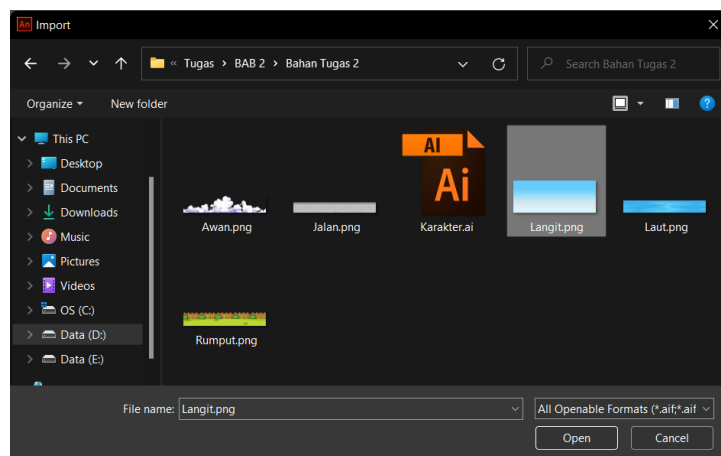 An Import
« Tugas > BAB 2 > Bahan Tugas 2
Search Bahan Tugas 2
Organize New folder
This PC
Desktop
Documents
Downloads
Music
Pictures
Videos
OS (C:)
Data (D:)
Data (E:)
AI
Ai
Awan.png Jalan.png Karakter.ai Langit.png Laut.png
Rumput.png
File name: Langit.png All Openable Formats (*.aif;*.aif
Open Cancel